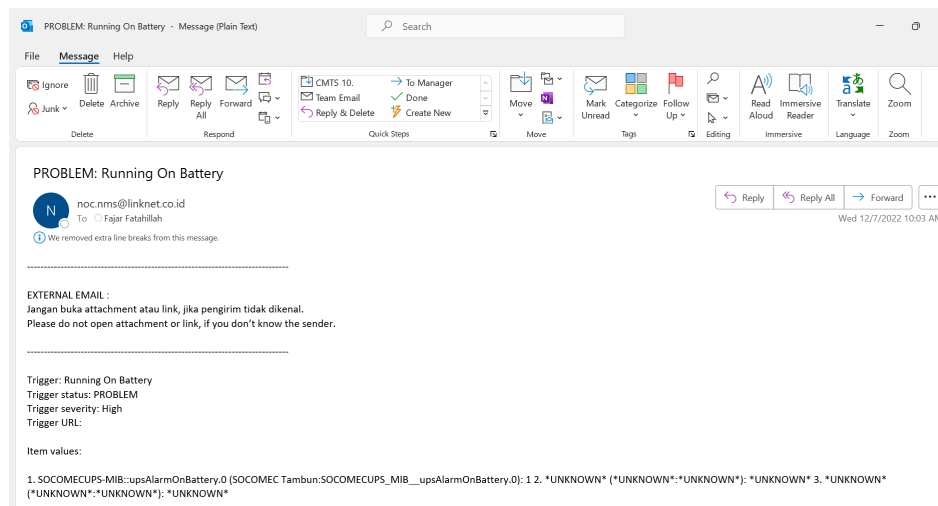 PROBLEM: Running On Battery - Message (Plain Text)
Search
File Message Help
Ignore
Junk
Delete
Archive
Delete
Reply
Reply All
Forward
Respond
CMTS 10.
Team Email
Reply & Delete
To Manager
Done
Create New
Quick Steps
Move
Move
Mark Unread
Categorize
Follow Up
Tags
Editing
Read Aloud
Immersive Reader
Immersive
Translate
Language
Zoom
Zoom
PROBLEM: Running On Battery
N
noc.nms@linknet.co.id
To Fajar Fatahillah
We removed extra line breaks from this message.
Reply
Reply All
Forward
Wed 12/7/2022 10:03 AM
--------------------------------------------------------------------------------
EXTERNAL EMAIL :
Jangan buka attachment atau link, jika pengirim tidak dikenal.
Please do not open attachment or link, if you don't know the sender.
--------------------------------------------------------------------------------
Trigger: Running On Battery
Trigger status: PROBLEM
Trigger severity: High
Trigger URL:
Item values:
1. SOCOMECUPS-MIB::upsAlarmOnBattery.0 (SOCOMEC Tambun:SOCOMECUPS_MIB__upsAlarmOnBattery.0): 1 2. *UNKNOWN* (*UNKNOWN*:*UNKNOWN*): *UNKNOWN* 3. *UNKNOWN*
(*UNKNOWN*:*UNKNOWN*): *UNKNOWN*